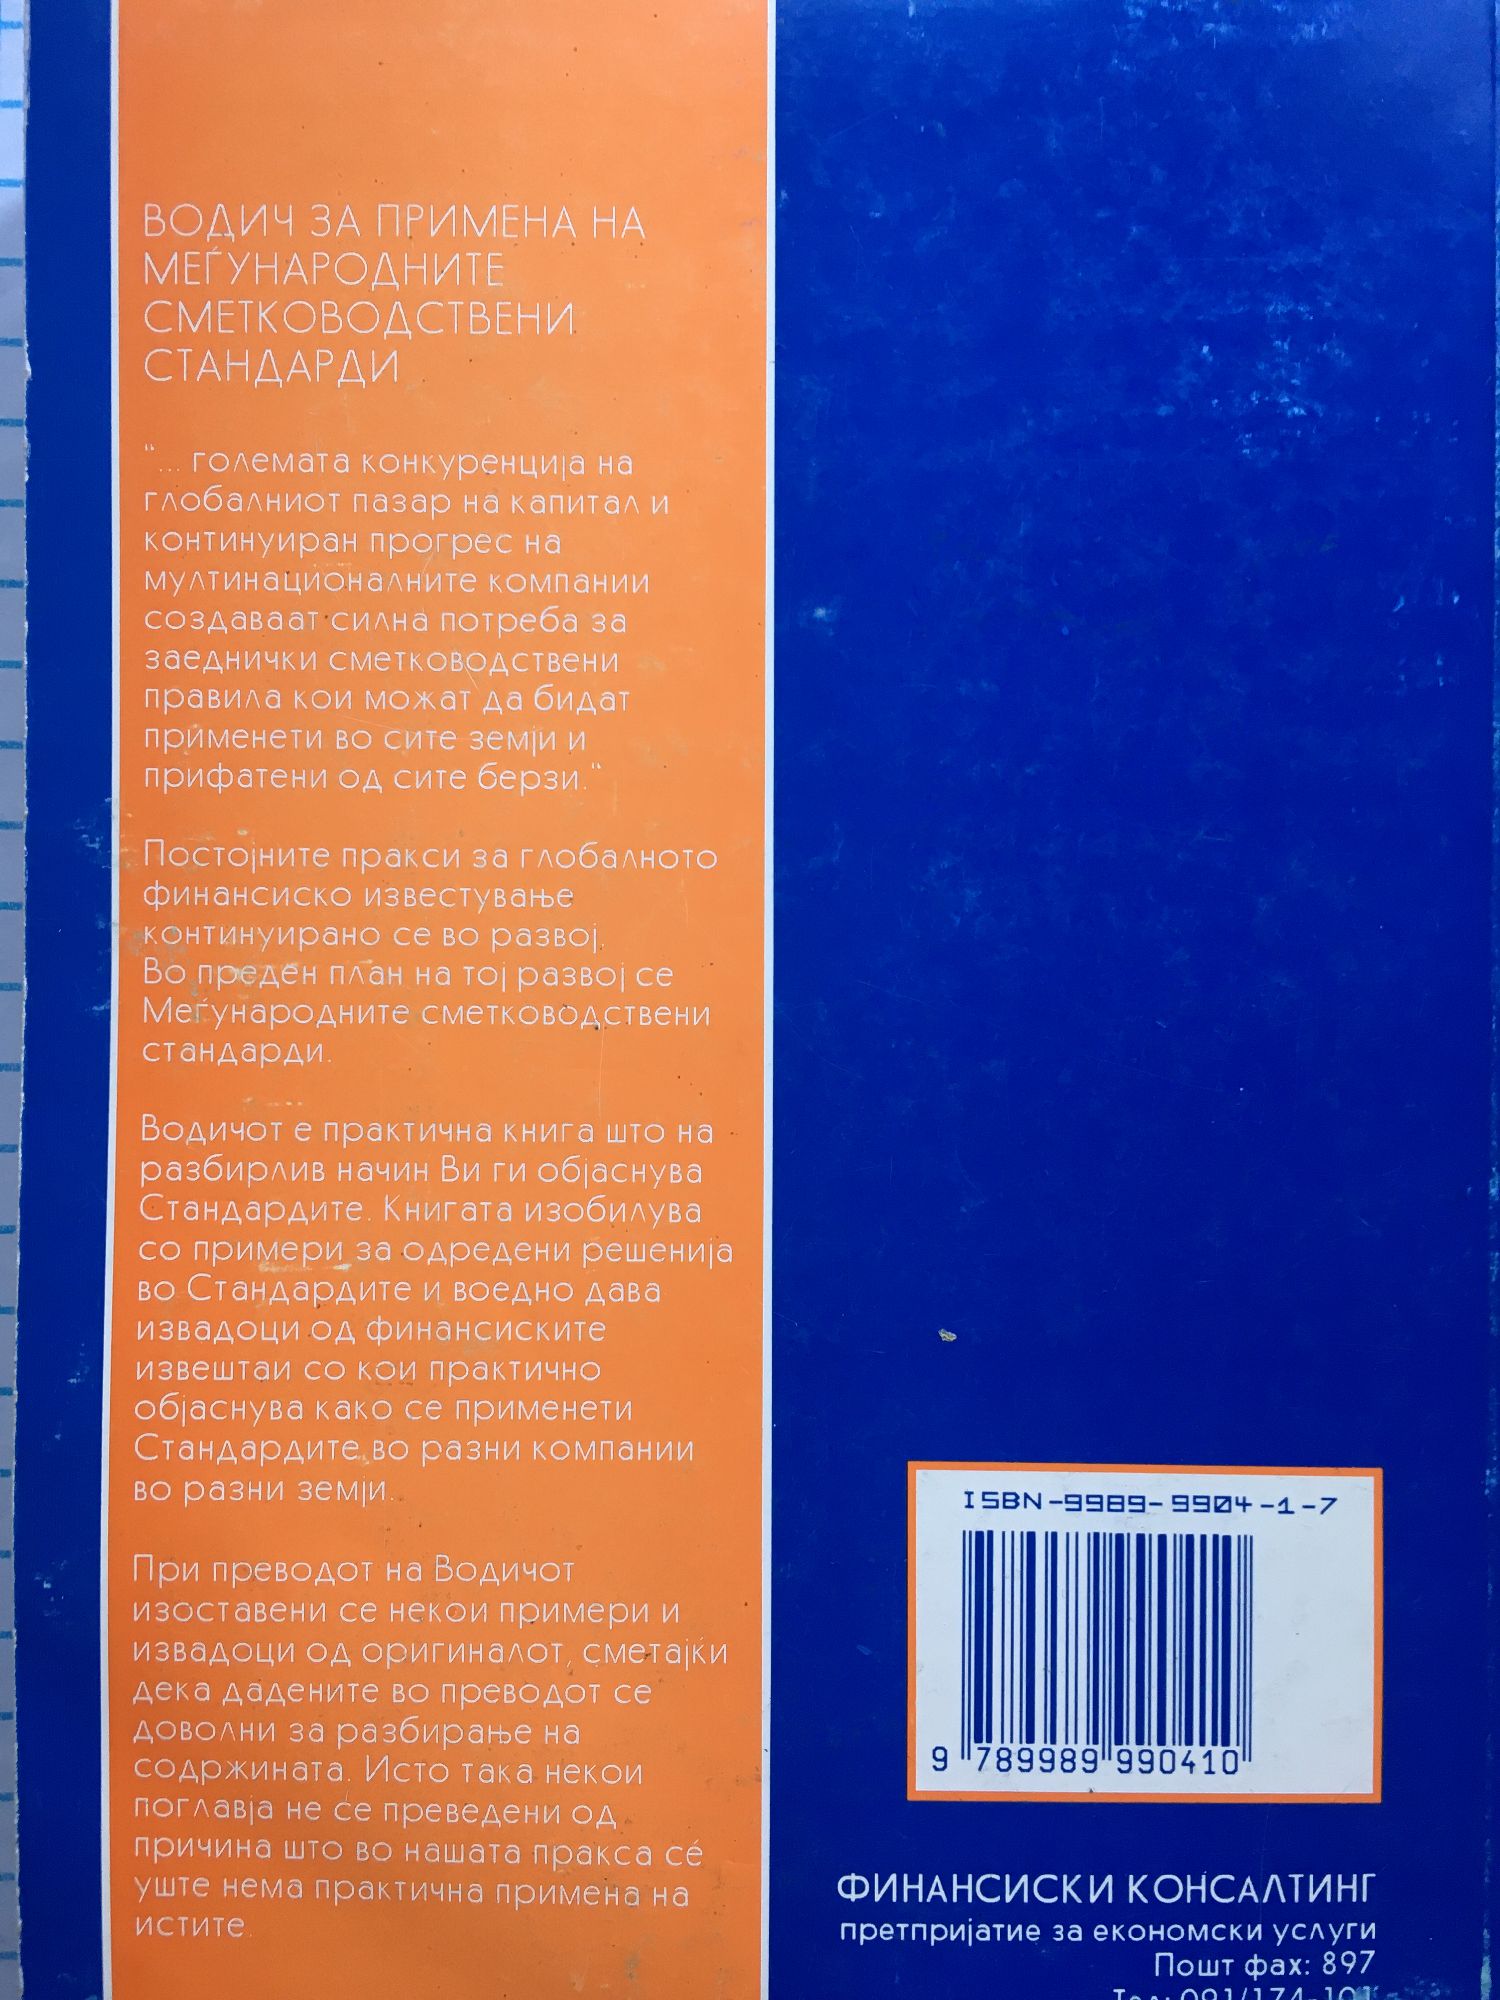 ВОДИЧ ЗА ПРИМЕНА НА
МЕЃУНАРОДНИТЕ
СМЕТКОВОДСТВЕНИ
СТАНДАРДИ
"... големата конкуренција на
глобалниот пазар на капитал и
континуиран прогрес на
мултинационалните компании
создаваат силна потреба за
заеднички сметководствени
правила кои можат да бидат
применети во сите земји и
прифатени од сите берзи."
Постојните пракси за глобалното
финансиско известување
континуирано се во развој.
Во преден план на тој развој се
Меѓународните сметководствени
стандарди.
Водичот е практична книга што на
разбирлив начин Ви ги објаснува
Стандардите. Книгата изобилува
со примери за одредени решенија
во Стандардите и воедно дава
извадоци од финансиските
извештаи со кои практично
објаснува како се применети
Стандардите во разни компании
во разни земји.
При преводот на Водичот
изоставени се некои примери и
извадоци од оригиналот, сметајќи
дека дадените во преводот се
доволни за разбирање на
содржината. Исто така некои
поглавја не се преведени од
причина што во нашата пракса сé
уште нема практична примена на
истите.
ISBN-9989-9904-1-7
9 789989 990410
ФИНАНСИСКИ КОНСАЛТИНГ
претпријатие за економски услуги
Пошт фах: 897
Тел: 091/174-101